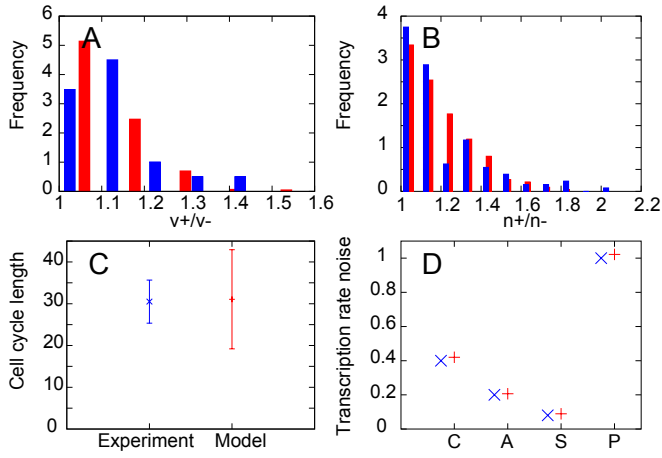 A
Frequency
6
5
4
3
2
1
0
1 1.1 1.2 1.3 1.4 1.5 1.6
v+/v-
B
Frequency
4
3
2
1
0
1 1.2 1.4 1.6 1.8 2 2.2
n+/n-
C
Cell cycle length
40
30
20
10
0
Experiment Model
D
Transcription rate noise
1
0.8
0.6
0.4
0.2
0
C A S P